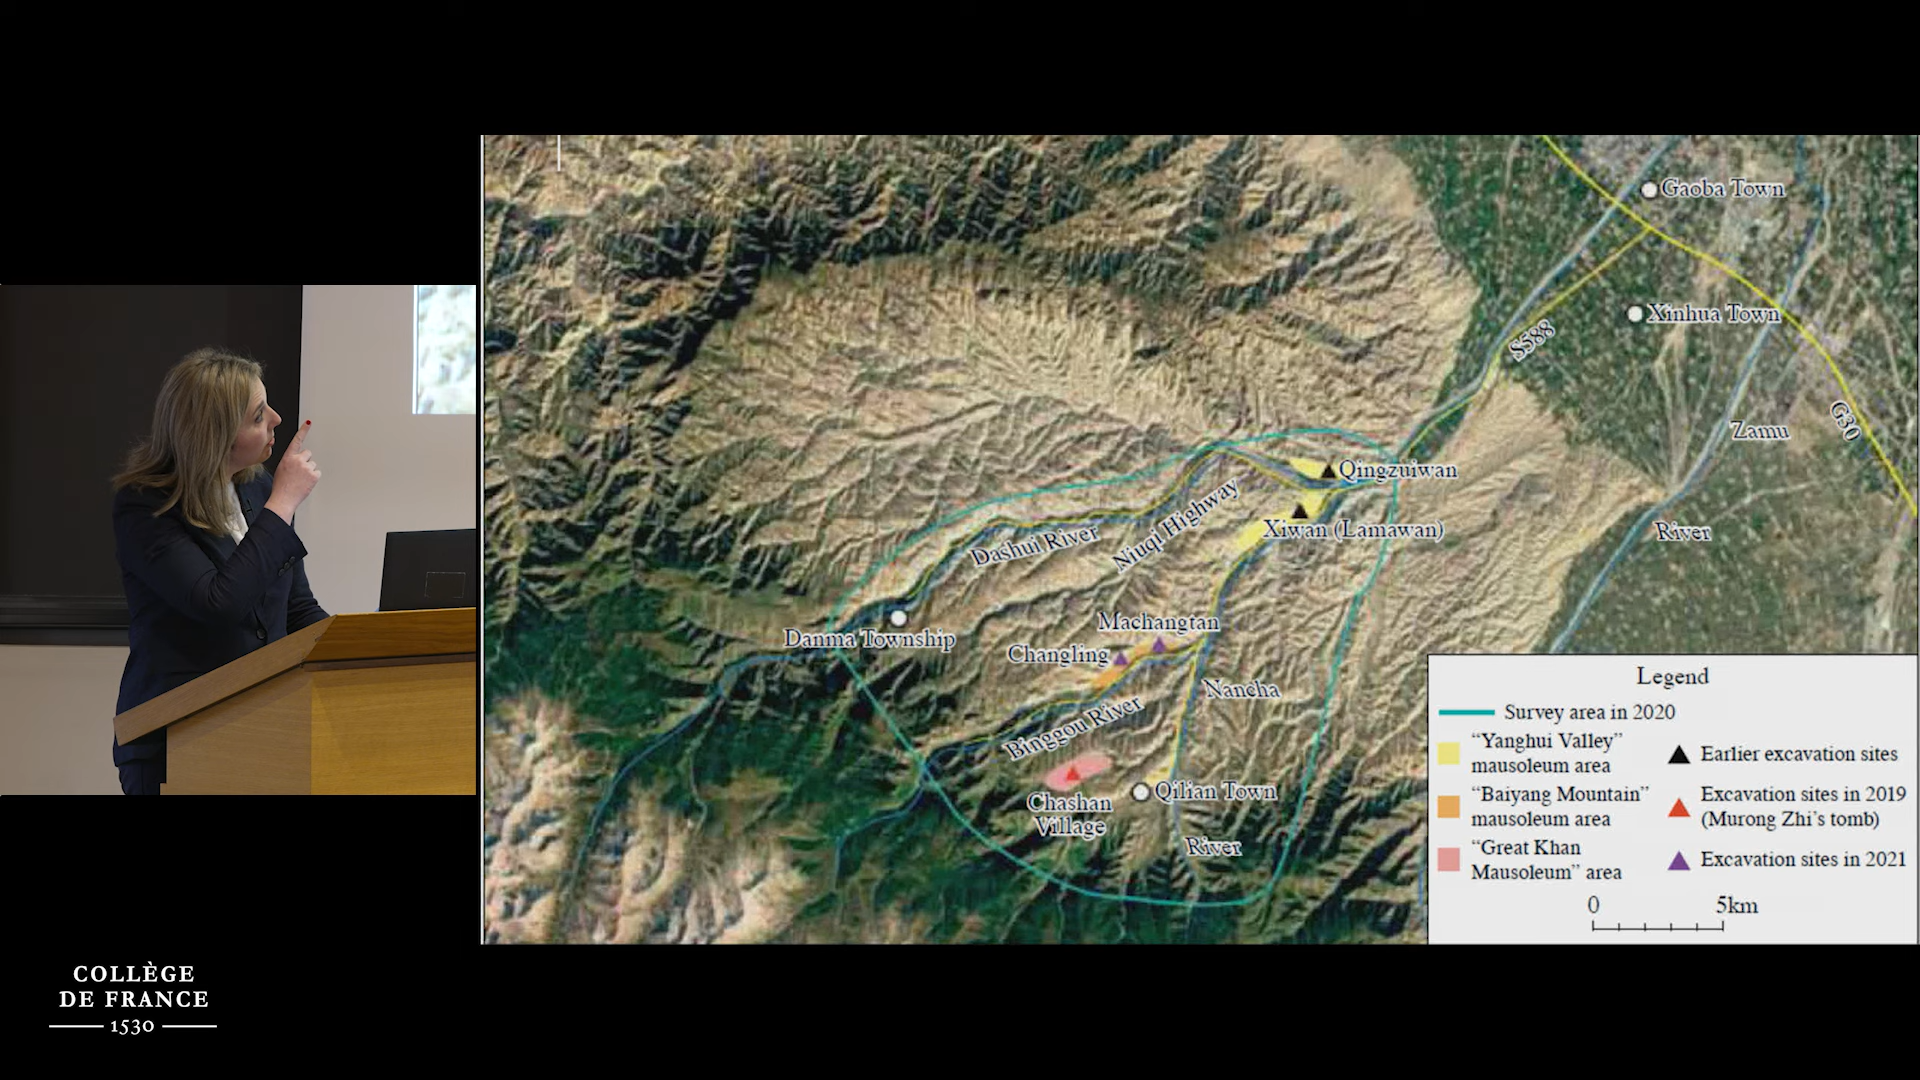 Gaoba Town
Xinhua Town
S588
G30
Zamu
River
Qingzuiwan
Xiwan (Lamawan)
Niuqi Highway
Dashui River
Danma Township
Machangtan
Changling
Nancha
Binggou River
Chashan
Village
Qilian Town
River
Legend
Survey area in 2020
“Yanghui Valley”
mausoleum area
“Baiyang Mountain”
mausoleum area
“Great Khan
Mausoleum” area
Earlier excavation sites
Excavation sites in 2019
(Murong Zhi’s tomb)
Excavation sites in 2021
0 5km
COLLÈGE
DE FRANCE
1530